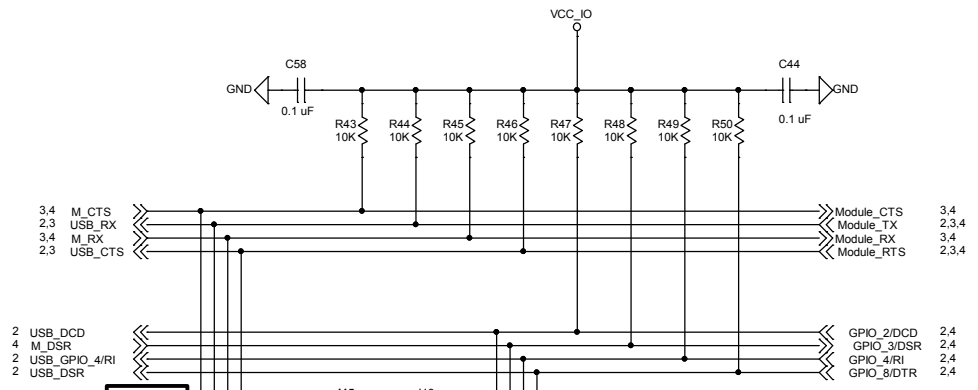 VCC_IO
C58
C44
GND
GND
0.1 uF
0.1 uF
R43 R44 R45 R46 R47 R48 R49 R50
10K 10K 10K 10K 10K 10K 10K 10K
3,4 M_CTS Module_CTS 3,4
2,3 USB_RX Module_TX 2,3,4
3,4 M_RX Module_RX 3,4
2,3 USB_CTS Module_RTS 2,3,4
2 USB_DCD GPIO_2/DCD 2,4
4 M_DSR GPIO_3/DSR 2,4
2 USB_GPIO_4/RI GPIO_4/RI 2,4
2 USB_DSR GPIO_8/DTR 2,4